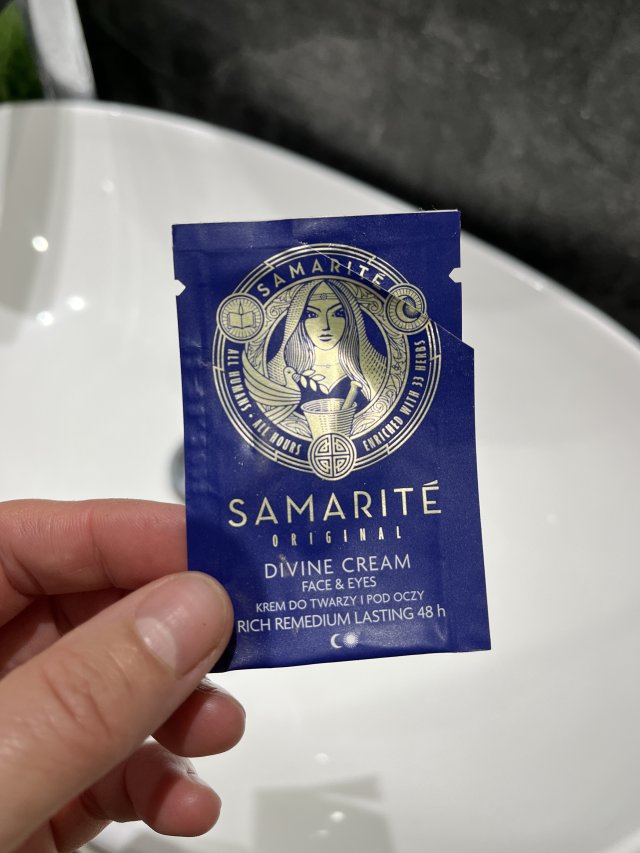 SAMARITÉ
ALL HUMANS • ALL HOURS
ENRICHED WITH 33 HERBS
SAMARITÉ
ORIGINAL
DIVINE CREAM
FACE & EYES
KREM DO TWARZY I POD OCZY
RICH REMEDIUM LASTING 48 h